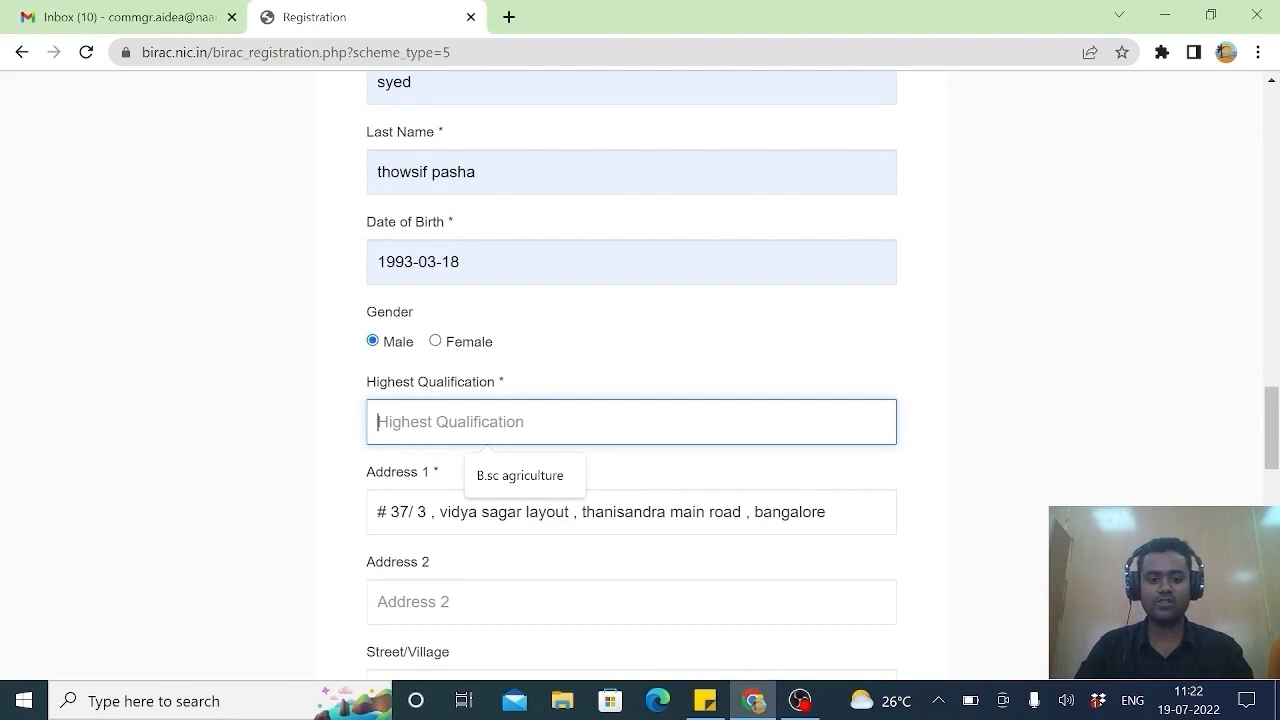 Inbox (10) - commgr.aidea@naar
Registration
birac.nic.in/birac_registration.php?scheme_type=5
syed
Last Name *
thowsif pasha
Date of Birth *
1993-03-18
Gender
Male Female
Highest Qualification *
Highest Qualification
B.sc agriculture
Address 1 *
# 37/ 3 , vidya sagar layout , thanisandra main road , bangalore
Address 2
Address 2
Street/Village
Type here to search
26°C
ENG
11:22
19-07-2022